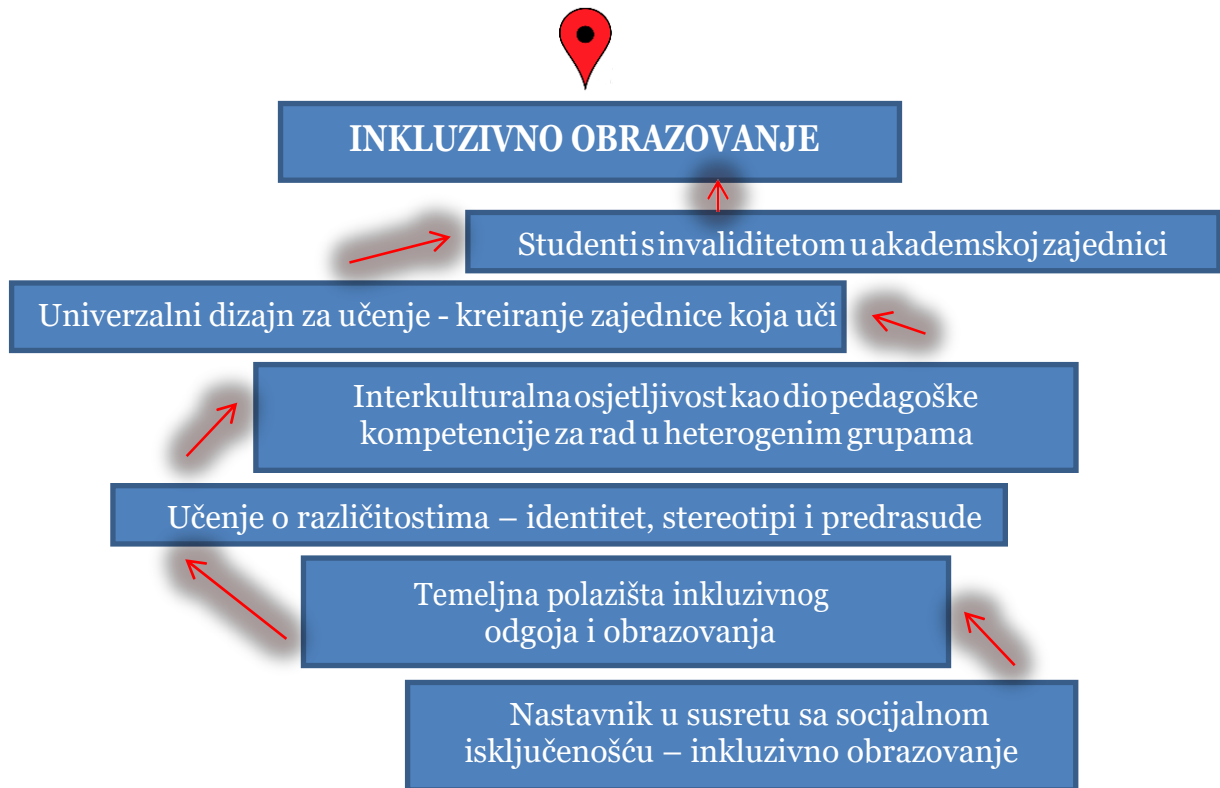 INKLUZIVNO OBRAZOVANJE
Studenti s invaliditetom u akademskoj zajednici
Univerzalni dizajn za učenje - kreiranje zajednice koja uči
Interkulturalna osjetljivost kao dio pedagoške
kompetencije za rad u heterogenim grupama
Učenje o različitostima – identitet, stereotipi i predrasude
Temeljna polazišta inkluzivnog
odgoja i obrazovanja
Nastavnik u susretu sa socijalnom
isključenošću – inkluzivno obrazovanje